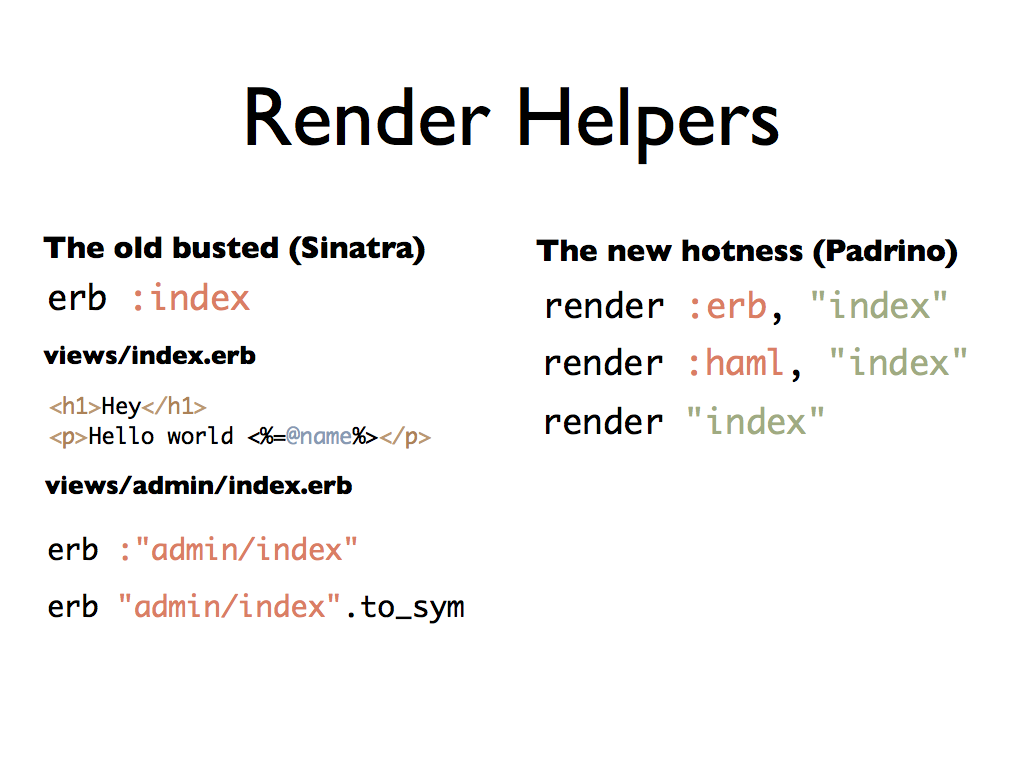 Render Helpers
The old busted (Sinatra)
erb :index
views/index.erb
<h1>Hey</h1>
<p>Hello world <%=@name%></p>
views/admin/index.erb
erb :"admin/index"
erb "admin/index".to_sym
The new hotness (Padrino)
render :erb, "index"
render :haml, "index"
render "index"